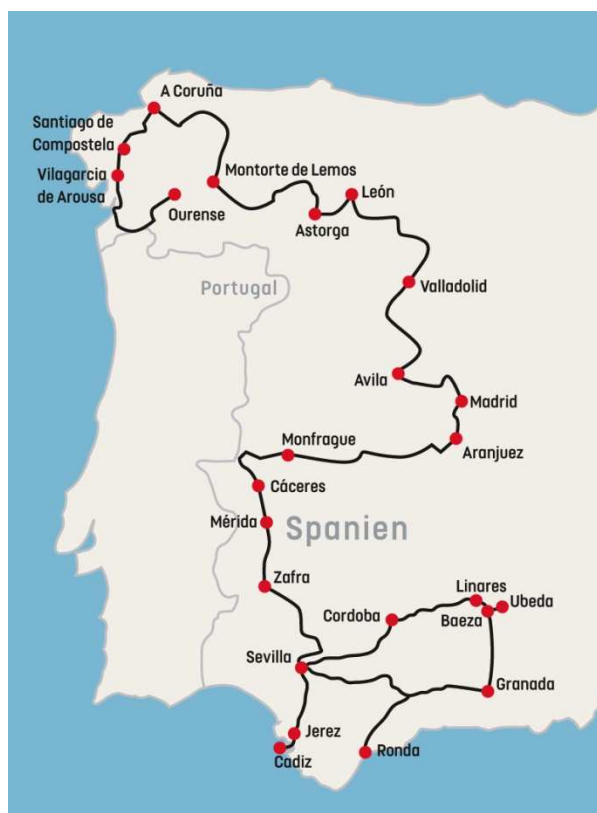 A Coruña
Santiago de
Compostela
Vilagarcia
de Arousa
Ourense
Montorte de Lemos
León
Astorga
Portugal
Valladolid
Avila
Madrid
Monfrague
Aranjuez
Cáceres
Mérida
Spanien
Zafra
Linares
Ubeda
Cordoba
Baeza
Sevilla
Granada
Jerez
Cadiz
Ronda